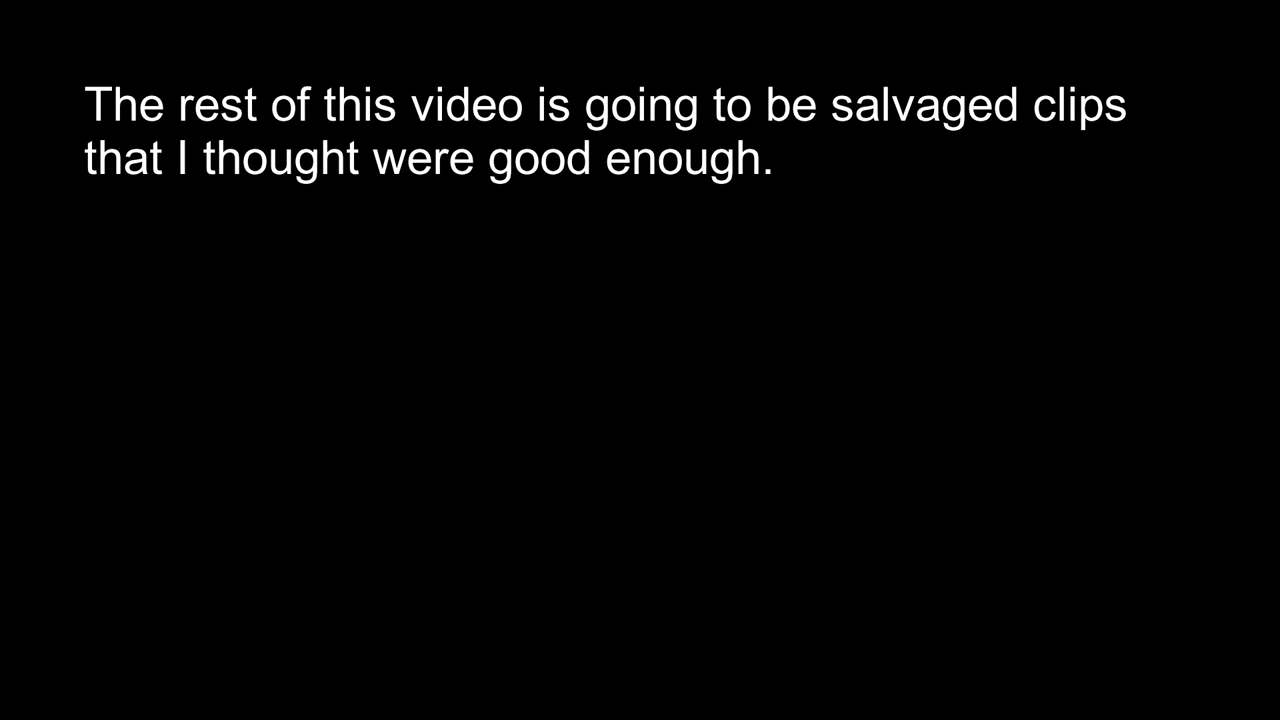 The rest of this video is going to be salvaged clips
that I thought were good enough.